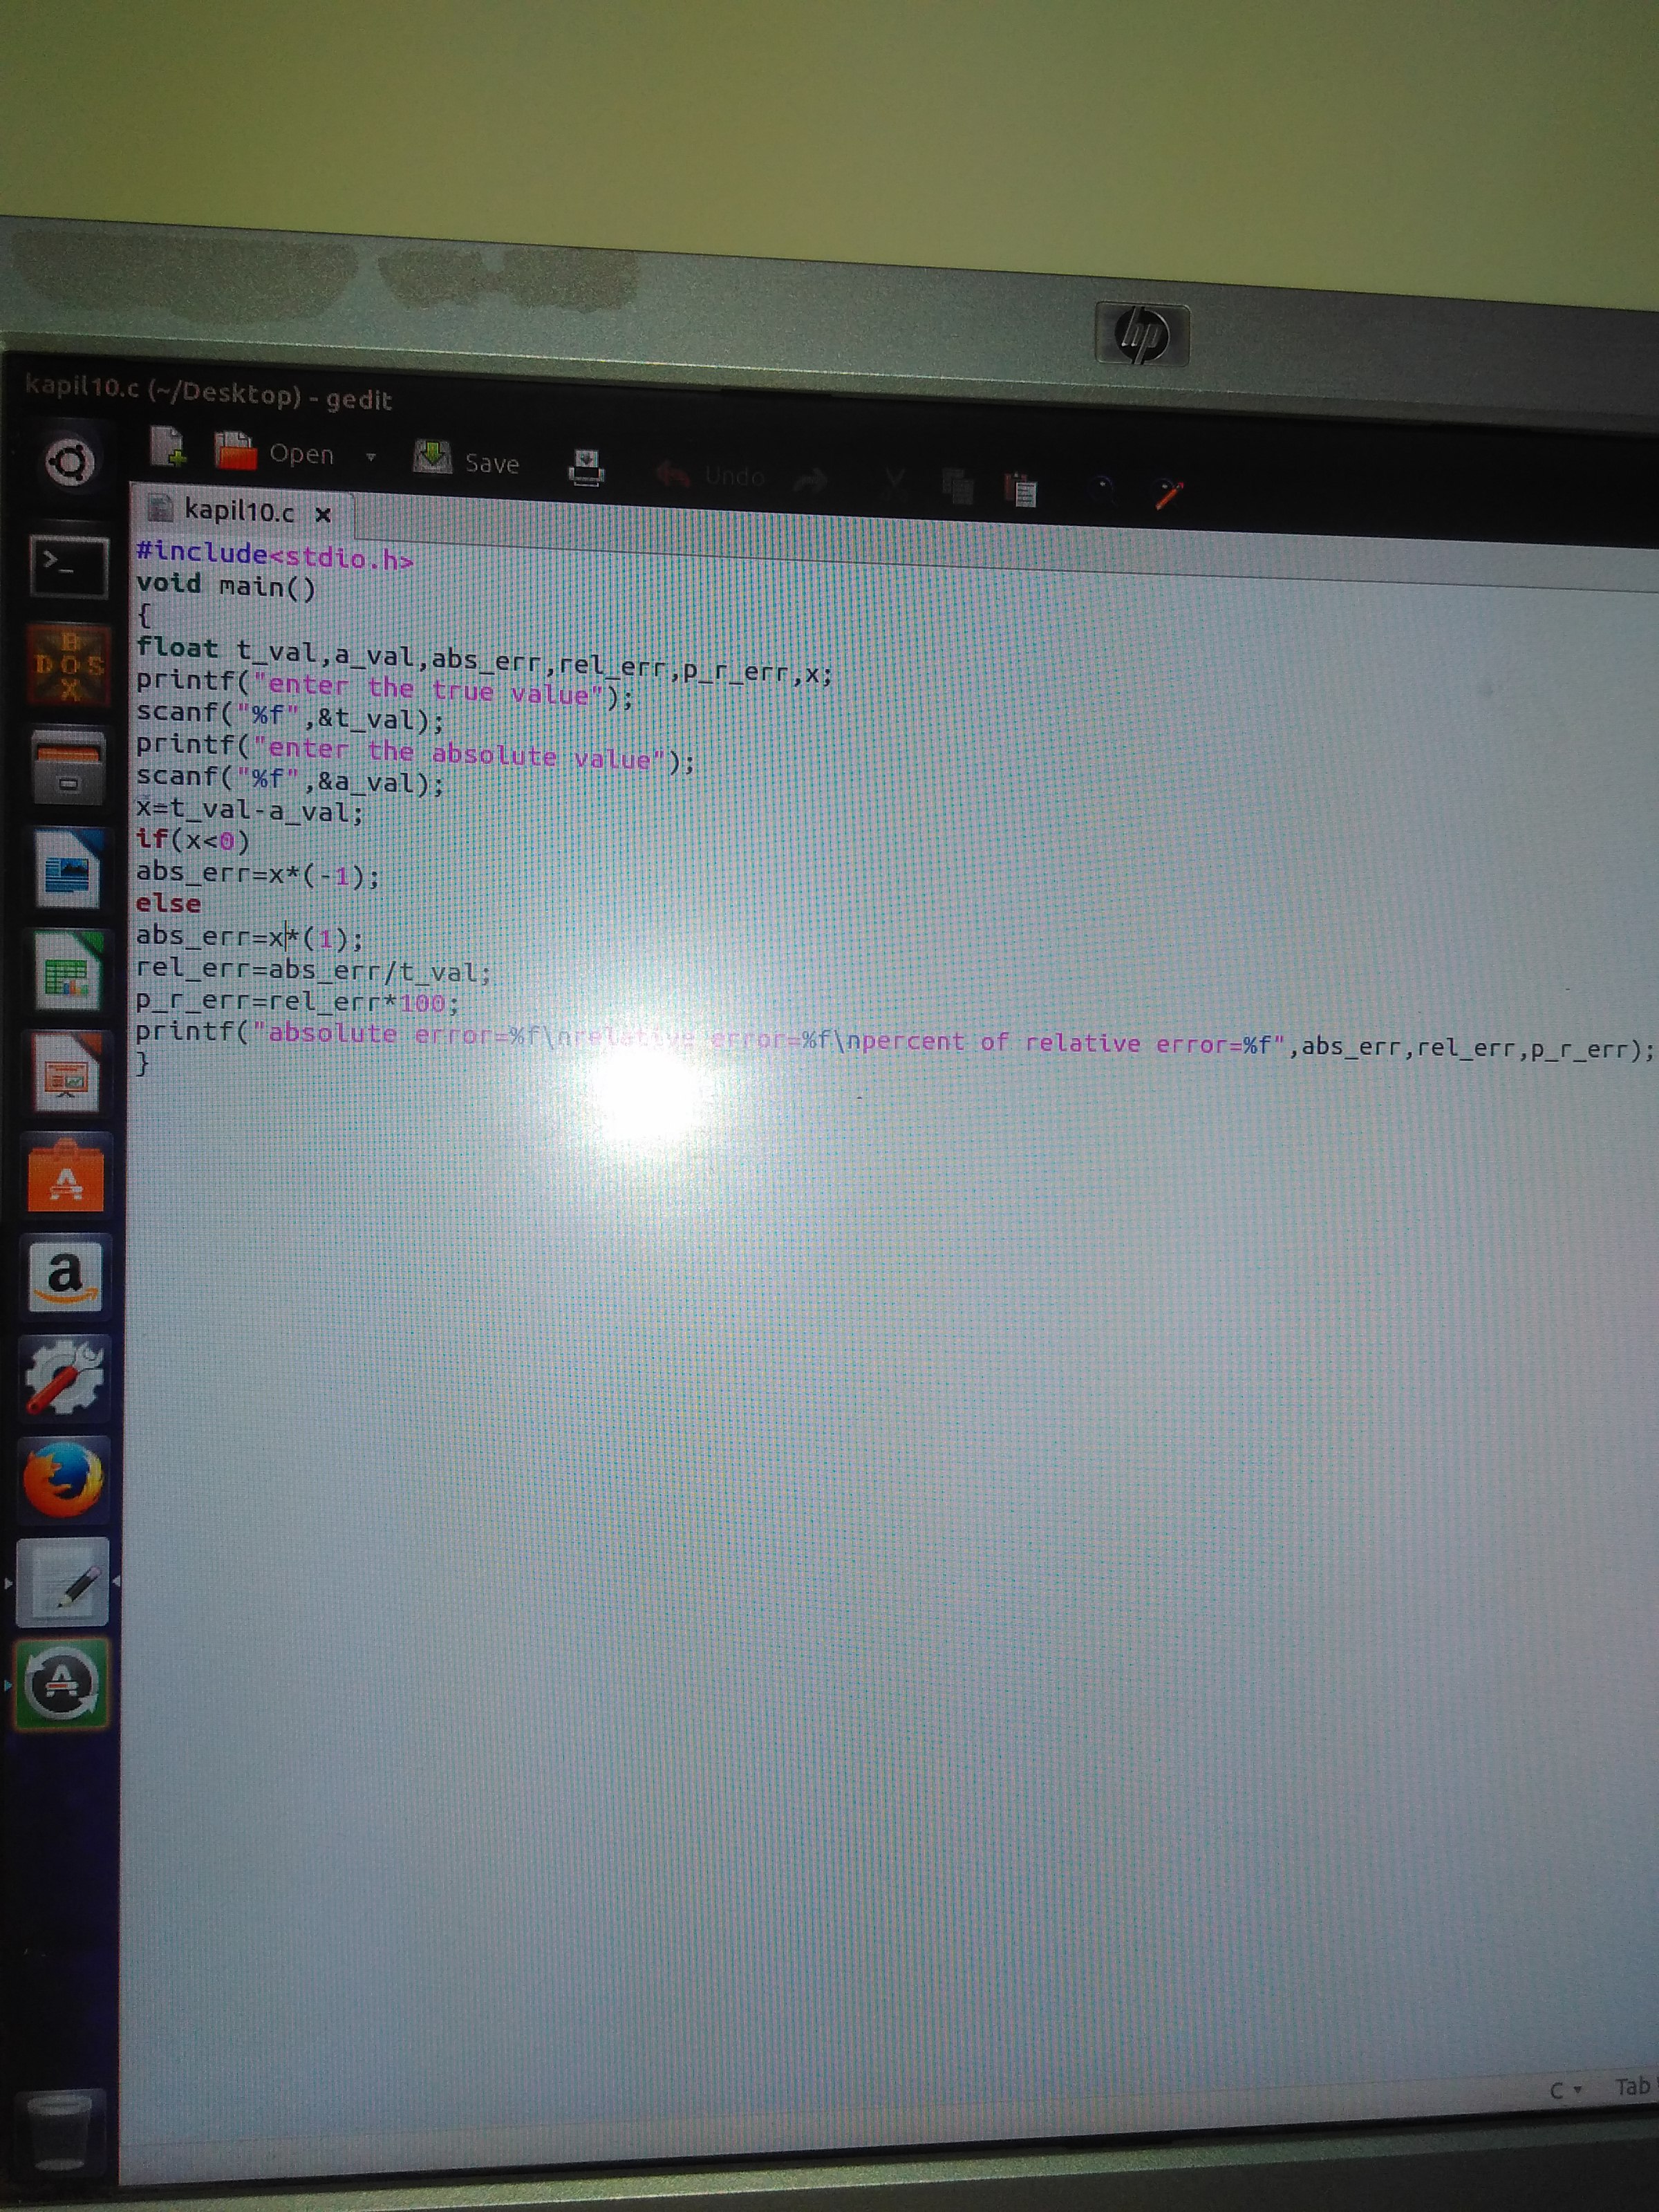 hp
kapil10.c (~/Desktop) - gedit
Open
Save
Undo
kapil10.c x
#include<stdio.h>
void main()
{
float t_val,a_val,abs_err,rel_err,p_r_err,x;
printf("enter the true value");
scanf("%f",&t_val);
printf("enter the absolute value");
scanf("%f",&a_val);
x=t_val-a_val;
if(x<0)
abs_err=x*(-1);
else
abs_err=x*(1);
rel_err=abs_err/t_val;
p_r_err=rel_err*100;
printf("absolute error=%f\nrelative error=%f\npercent of relative error=%f",abs_err,rel_err,p_r_err);
}
>_
DOS
BOX
a
C
Tab